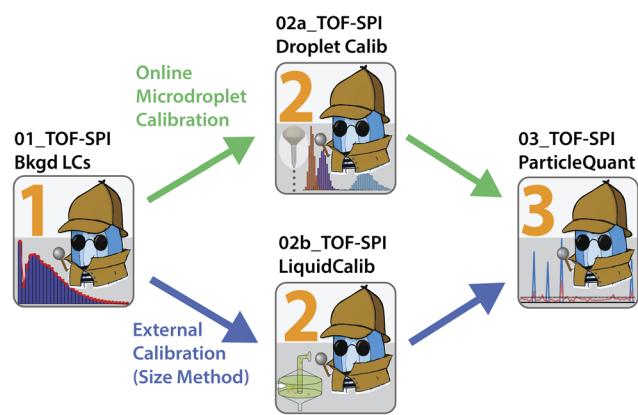 02a_TOF-SPI
Droplet Calib
Online
Microdroplet
Calibration
2
01_TOF-SPI
Bkgd LCs
1
03_TOF-SPI
ParticleQuant
3
02b_TOF-SPI
LiquidCalib
2
External
Calibration
(Size Method)